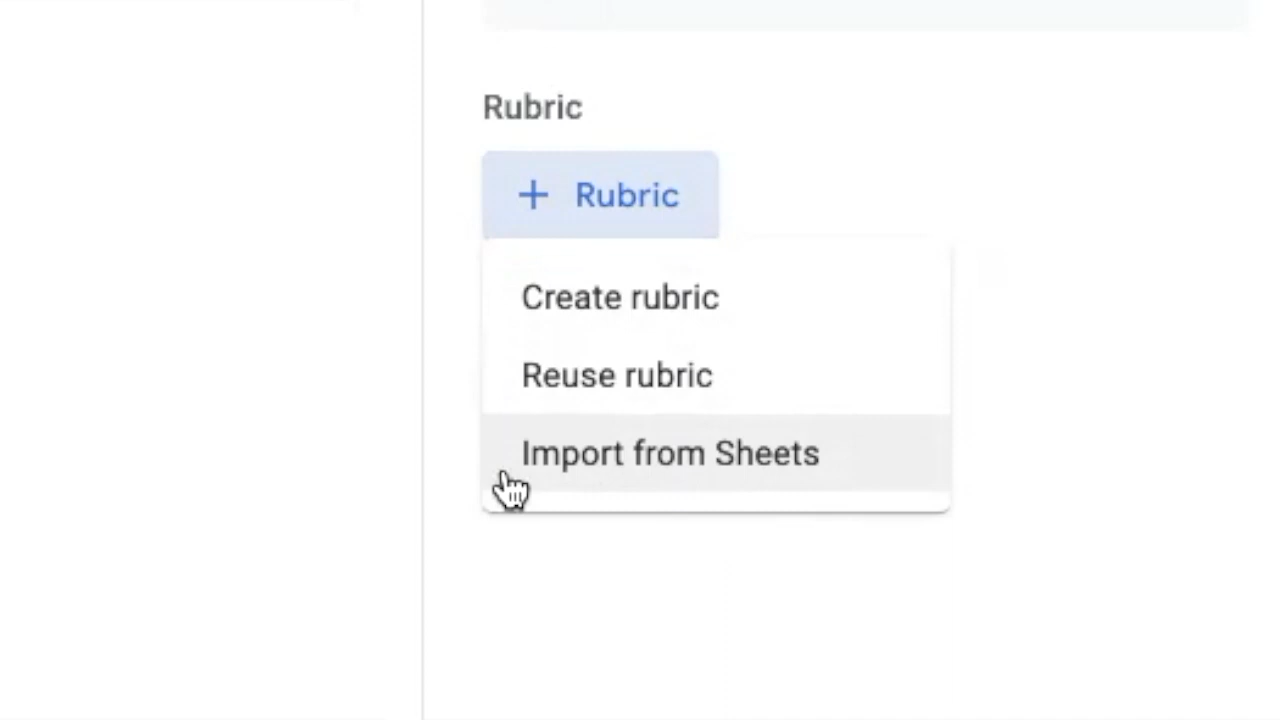 Rubric
+ Rubric
Create rubric
Reuse rubric
Import from Sheets